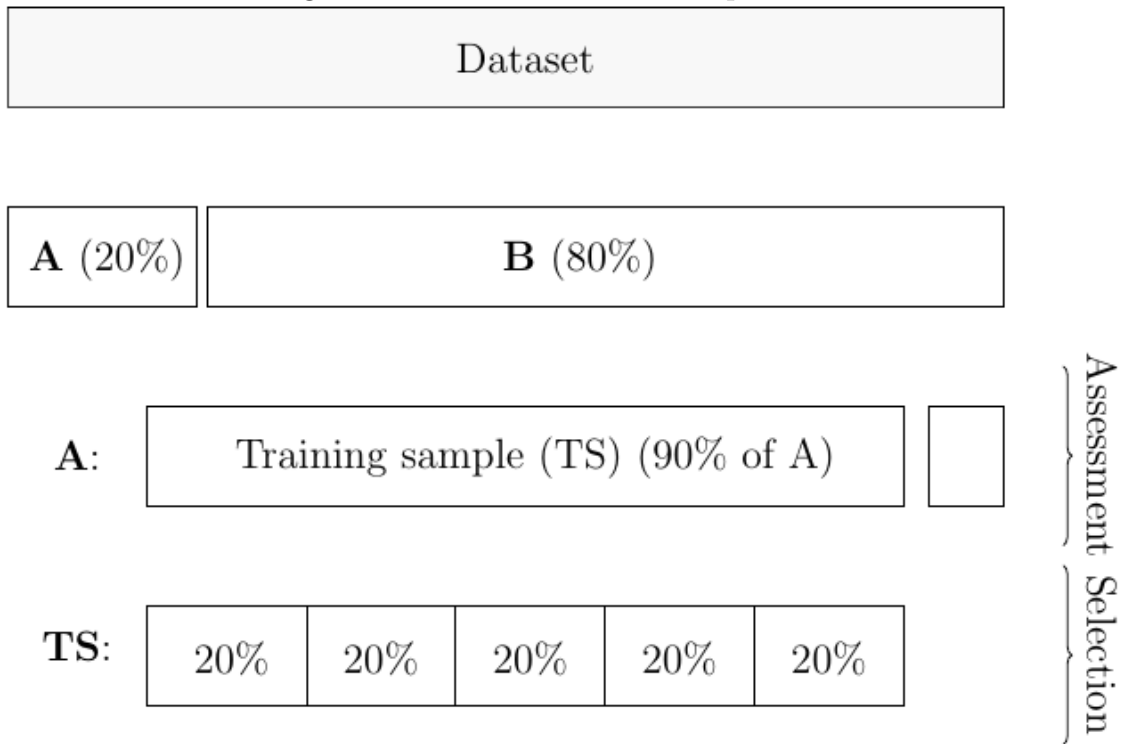 Dataset
A (20%)
B (80%)
A:
Training sample (TS) (90% of A)
Assessment
TS:
20%
20%
20%
20%
20%
Selection